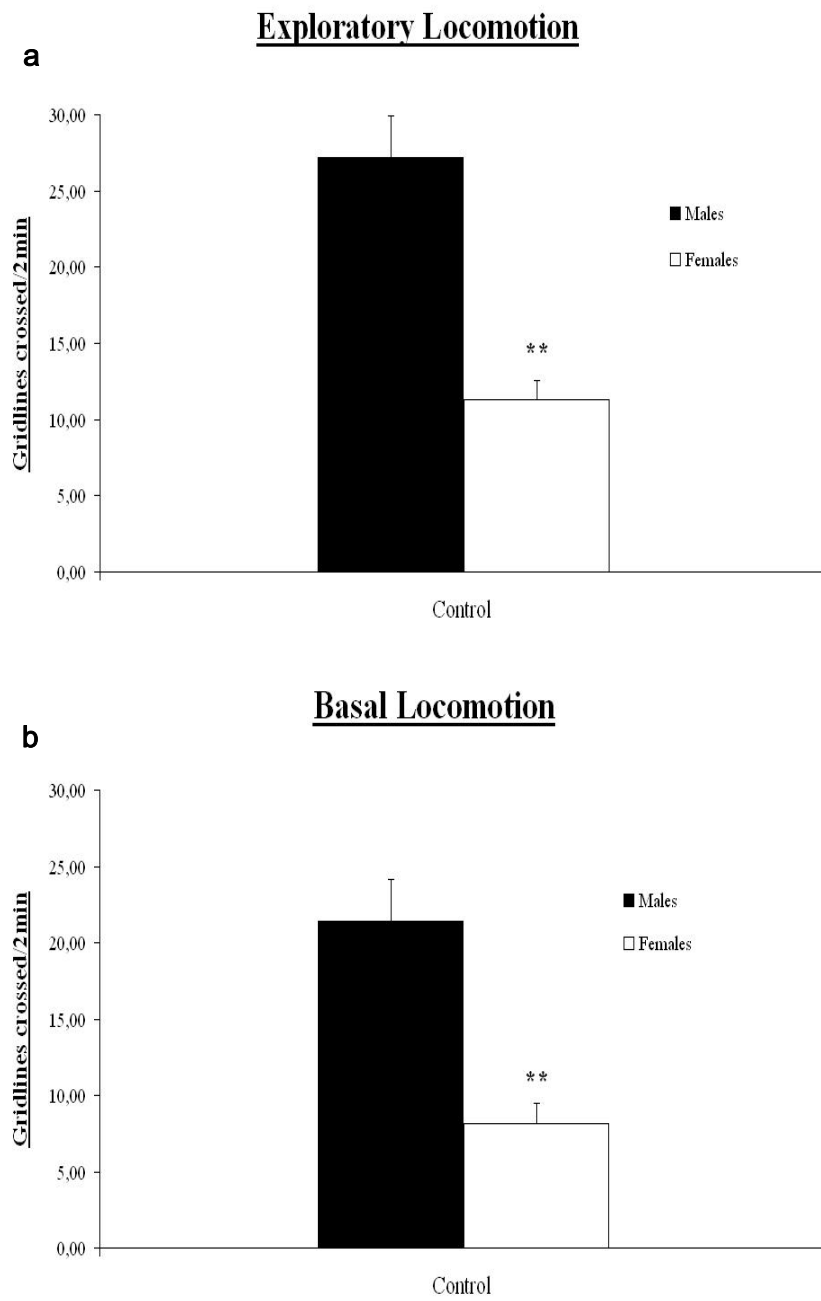 Exploratory Locomotion
a
30,00
25,00
20,00
15,00
10,00
5,00
0,00
Gridlines crossed/2min
Males
Females
**
Control
Basal Locomotion
b
30,00
25,00
20,00
15,00
10,00
5,00
0,00
Gridlines crossed/2min
Males
Females
**
Control